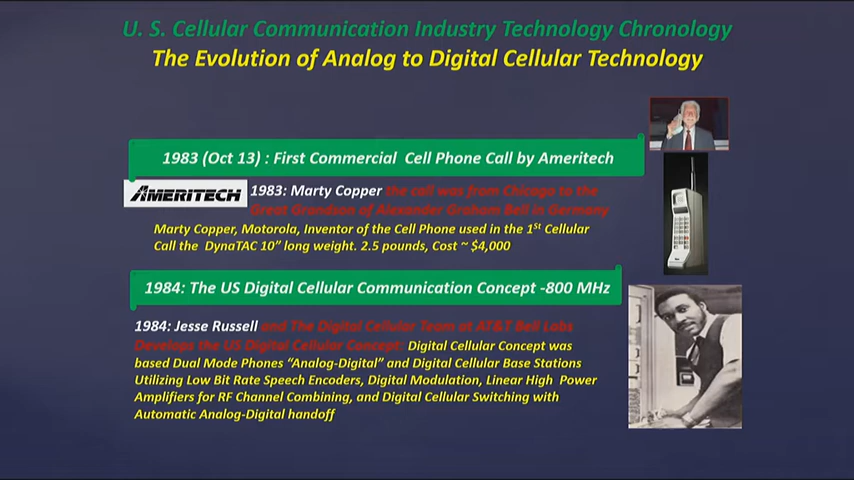 U. S. Cellular Communication Industry Technology Chronology
The Evolution of Analog to Digital Cellular Technology
1983 (Oct 13) : First Commercial Cell Phone Call by Ameritech
AMERITECH
1983: Marty Copper the call was from Chicago to the
Great Grandson of Alexander Graham Bell in Germany
Marty Copper, Motorola, Inventor of the Cell Phone used in the 1St Cellular
Call the DynaTAC 10” long weight. 2.5 pounds, Cost ~ $4,000
1984: The US Digital Cellular Communication Concept -800 MHz
1984: Jesse Russell and The Digital Cellular Team at AT&T Bell Labs
Develops the US Digital Cellular Concept: Digital Cellular Concept was
based Dual Mode Phones “Analog-Digital” and Digital Cellular Base Stations
Utilizing Low Bit Rate Speech Encoders, Digital Modulation, Linear High Power
Amplifiers for RF Channel Combining, and Digital Cellular Switching with
Automatic Analog-Digital handoff